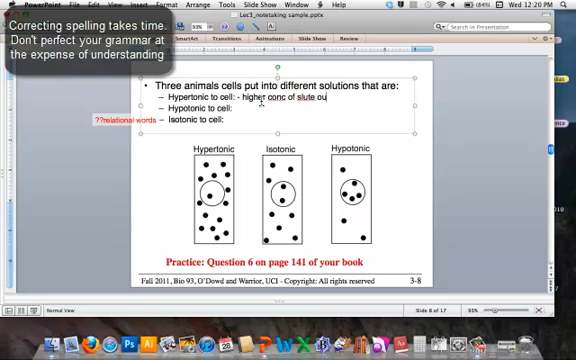 PowerPoint File Edit View Insert Format Arrange Tools Slide Show Window Help
Wed Jan 4 12:20 PM
Lec3_notetaking sample.pptx
Correcting spelling takes time.
Don't perfect your grammar at
the expense of understanding
93%
Search in Presentation
SmartArt Transitions Animations Slide Show Review
• Three animals cells put into different solutions that are:
– Hypertonic to cell: - higher conc of slute ou
– Hypotonic to cell:
??relational words
– Isotonic to cell:
Hypertonic Isotonic Hypotonic
Practice: Question 6 on page 141 of your book
Fall 2011, Bio 93, O'Dowd and Warrior, UCI - Copyright: All rights reserved 3-8
Normal View Slide 8 of 17 93%